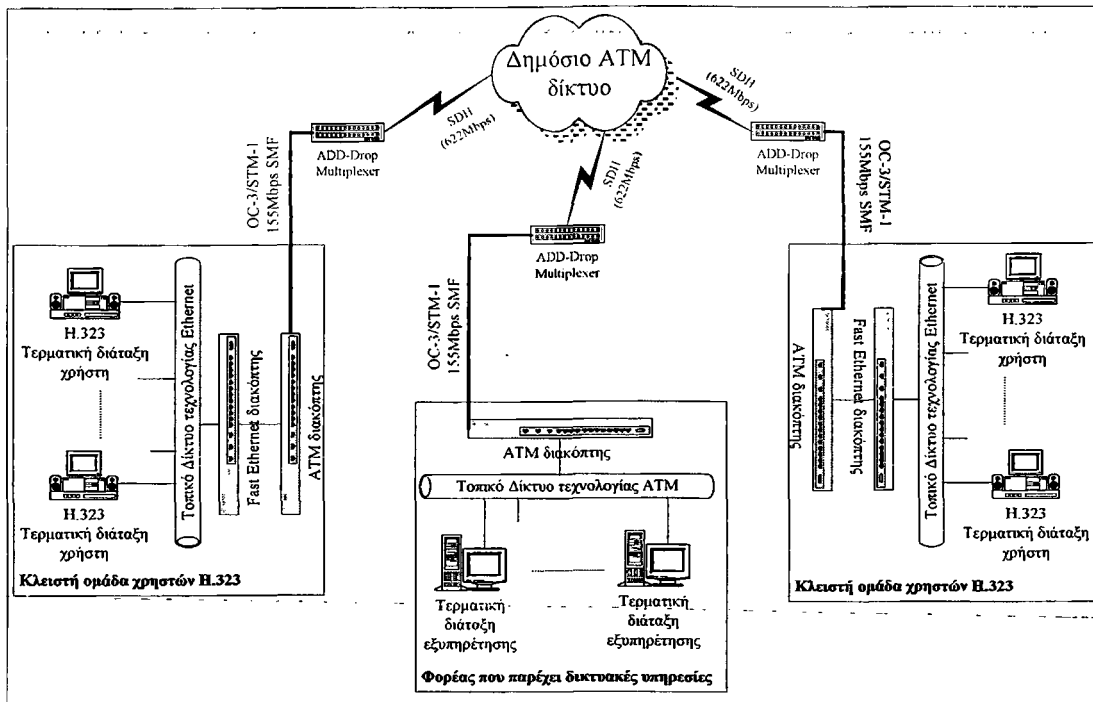 Δημόσιο ATM
δίκτυο
SDH
(622Mbps)
SDH
(622Mbps)
SDH
(622Mbps)
ADD-Drop
Multiplexer
ADD-Drop
Multiplexer
ADD-Drop
Multiplexer
OC-3/STM-1
155Mbps SMF
OC-3/STM-1
155Mbps SMF
OC-3/STM-1
155Mbps SMF
H.323
Τερματική διάταξη
χρήστη
H.323
Τερματική διάταξη
χρήστη
Τοπικό Δίκτυο τεχνολογίας Ethernet
Fast Ethernet διακόπτης
ATM διακόπτης
Κλειστή ομάδα χρηστών H.323
ATM διακόπτης
Τοπικό Δίκτυο τεχνολογίας ATM
Τερματική
διάταξη
εξυπηρέτησης
Τερματική
διάταξη
εξυπηρέτησης
Φορέας που παρέχει δικτυακές υπηρεσίες
ATM διακόπτης
Fast Ethernet διακόπτης
Τοπικό Δίκτυο τεχνολογίας Ethernet
H.323
Τερματική διάταξη
χρήστη
H.323
Τερματική διάταξη
χρήστη
Κλειστή ομάδα χρηστών H.323